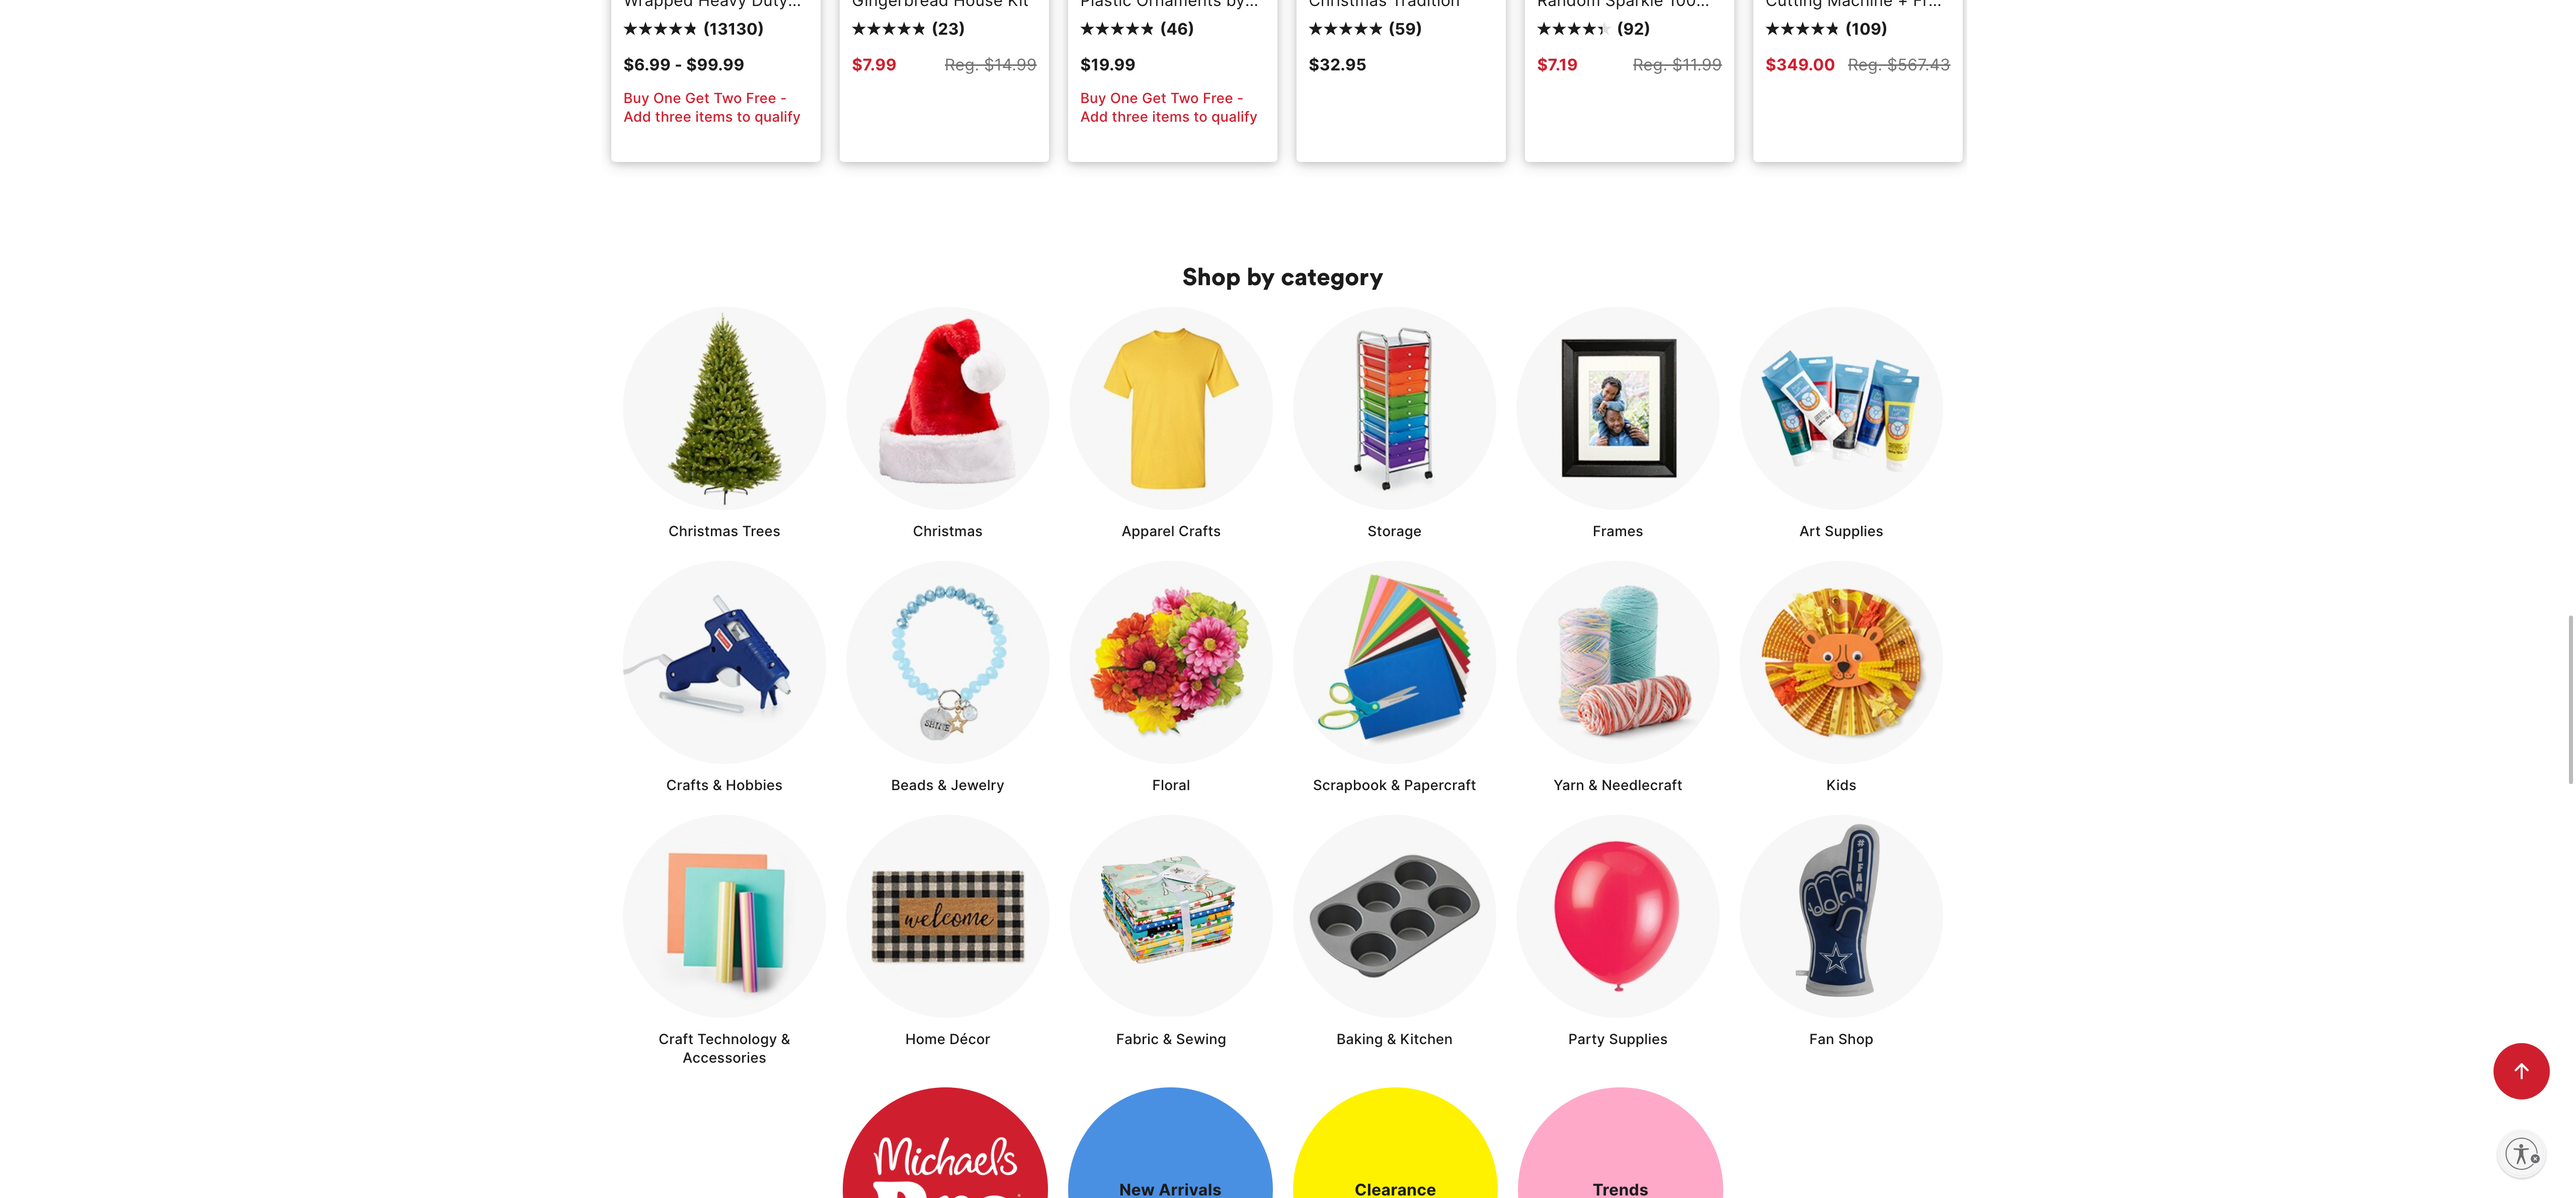 Wrapped Heavy Duty...
Gingerbread House Kit
Plastic Ornaments by...
Christmas Tradition
Random Sparkle 100...
Cutting Machine + Fr...
(13130)
(23)
(46)
(59)
(92)
(109)
$6.99 - $99.99
$7.99 Reg. $14.99
$19.99
$32.95
$7.19 Reg. $11.99
$349.00 Reg. $567.43
Buy One Get Two Free -
Add three items to qualify
Buy One Get Two Free -
Add three items to qualify
Shop by category
Christmas Trees
Christmas
Apparel Crafts
Storage
Frames
Art Supplies
SHINE
Crafts & Hobbies
Beads & Jewelry
Floral
Scrapbook & Papercraft
Yarn & Needlecraft
Kids
welcome
#1 FAN
Craft Technology &
Accessories
Home Décor
Fabric & Sewing
Baking & Kitchen
Party Supplies
Fan Shop
Michaels
New Arrivals
Clearance
Trends